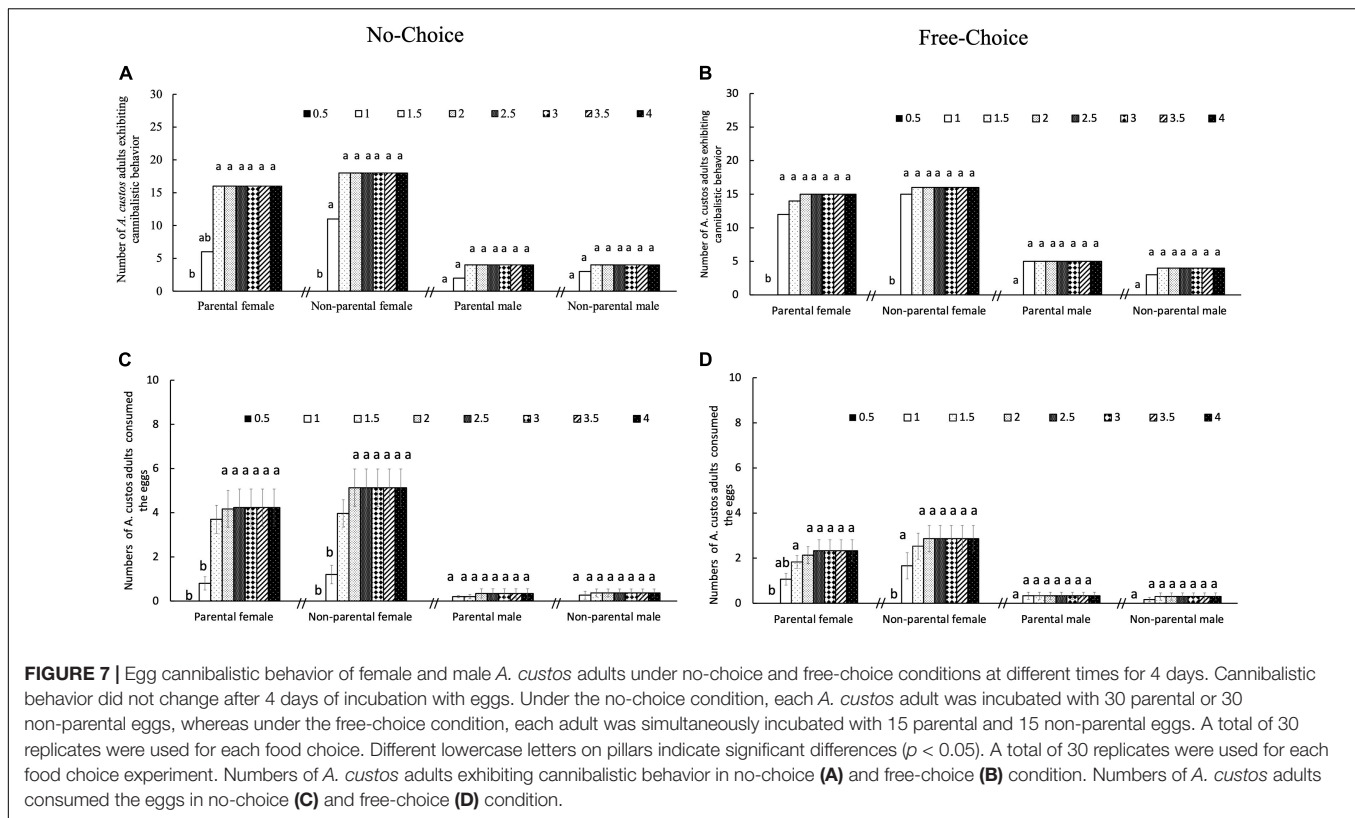 No-Choice
Free-Choice
A
30
25
20
15
10
5
0
Number of A. custos adults exhibiting
cannibalistic behavior
0.5 1 1.5 2 2.5 3 3.5 4
b ab a a a a a a
b a a a a a a a
a a a a a a a a
a a a a a a a a
Parental female // Non-parental female // Parental male // Non-parental male
B
30
25
20
15
10
5
0
Number of A. custos adults exhibiting
cannibalistic behavior
0.5 1 1.5 2 2.5 3 3.5 4
b a a a a a a a
b a a a a a a a
a a a a a a a a
a a a a a a a a
Parental female // Non-parental female // Parental male // Non-parental male
C
10
8
6
4
2
0
Numbers of A. custos adults consumed
the eggs
0.5 1 1.5 2 2.5 3 3.5 4
b b a a a a a a
b b a a a a a a
a a a a a a a a
a a a a a a a a
Parental female // Non-parental female // Parental male // Non-parental male
D
10
8
6
4
2
0
Numbers of A. custos adults consumed
the eggs
0.5 1 1.5 2 2.5 3 3.5 4
b ab a a a a a a
b a a a a a a a
a a a a a a a a
a a a a a a a a
Parental female // Non-parental female // Parental male // Non-parental male
FIGURE 7 | Egg cannibalistic behavior of female and male A. custos adults under no-choice and free-choice conditions at different times for 4 days. Cannibalistic
behavior did not change after 4 days of incubation with eggs. Under the no-choice condition, each A. custos adult was incubated with 30 parental or 30
non-parental eggs, whereas under the free-choice condition, each adult was simultaneously incubated with 15 parental and 15 non-parental eggs. A total of 30
replicates were used for each food choice. Different lowercase letters on pillars indicate significant differences (p < 0.05). A total of 30 replicates were used for each
food choice experiment. Numbers of A. custos adults exhibiting cannibalistic behavior in no-choice (A) and free-choice (B) condition. Numbers of A. custos adults
consumed the eggs in no-choice (C) and free-choice (D) condition.